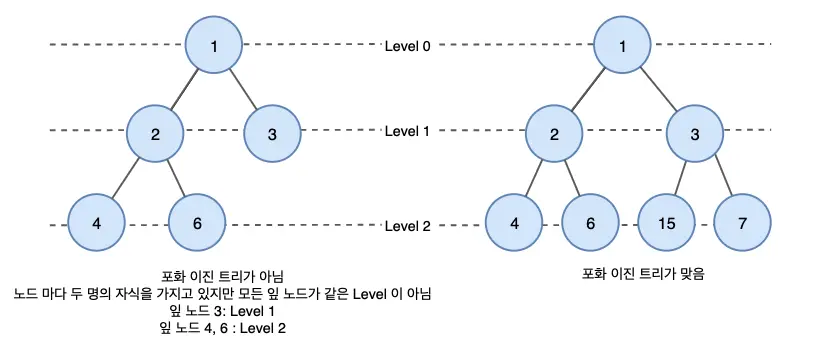 1
Level 0
1
2
3
Level 1
2
3
4
6
Level 2
4
6
15
7
포화 이진 트리가 아님
노드 마다 두 명의 자식을 가지고 있지만 모든 잎 노드가 같은 Level 이 아님
잎 노드 3: Level 1
잎 노드 4, 6 : Level 2
포화 이진 트리가 맞음